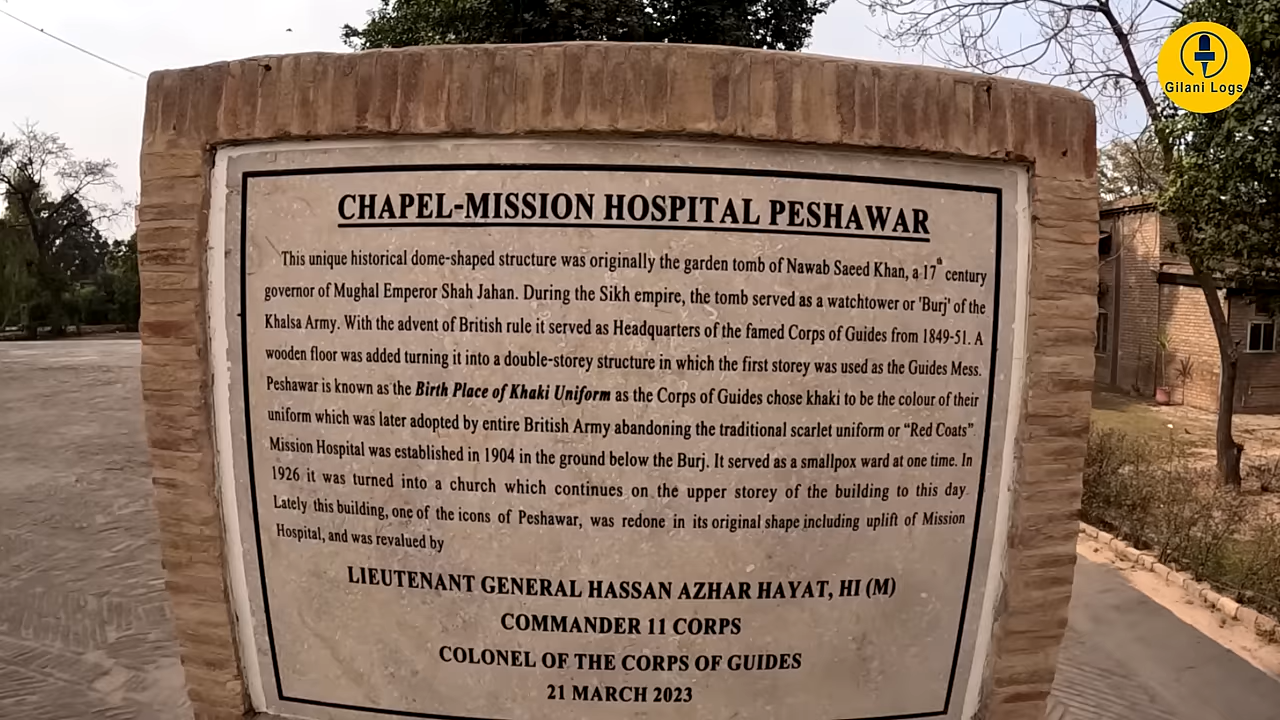 Gilani Logs
CHAPEL-MISSION HOSPITAL PESHAWAR
This unique historical dome-shaped structure was originally the garden tomb of Nawab Saeed Khan, a 17th century
governor of Mughal Emperor Shah Jahan. During the Sikh empire, the tomb served as a watchtower or 'Burj' of the
Khalsa Army. With the advent of British rule it served as Headquarters of the famed Corps of Guides from 1849-51. A
wooden floor was added turning it into a double-storey structure in which the first storey was used as the Guides Mess.
Peshawar is known as the Birth Place of Khaki Uniform as the Corps of Guides chose khaki to be the colour of their
uniform which was later adopted by entire British Army abandoning the traditional scarlet uniform or “Red Coats”.
Mission Hospital was established in 1904 in the ground below the Burj. It served as a smallpox ward at one time. In
1926 it was turned into a church which continues on the upper storey of the building to this day.
Lately this building, one of the icons of Peshawar, was redone in its original shape including uplift of Mission
Hospital, and was revalued by
LIEUTENANT GENERAL HASSAN AZHAR HAYAT, HI (M)
COMMANDER 11 CORPS
COLONEL OF THE CORPS OF GUIDES
21 MARCH 2023